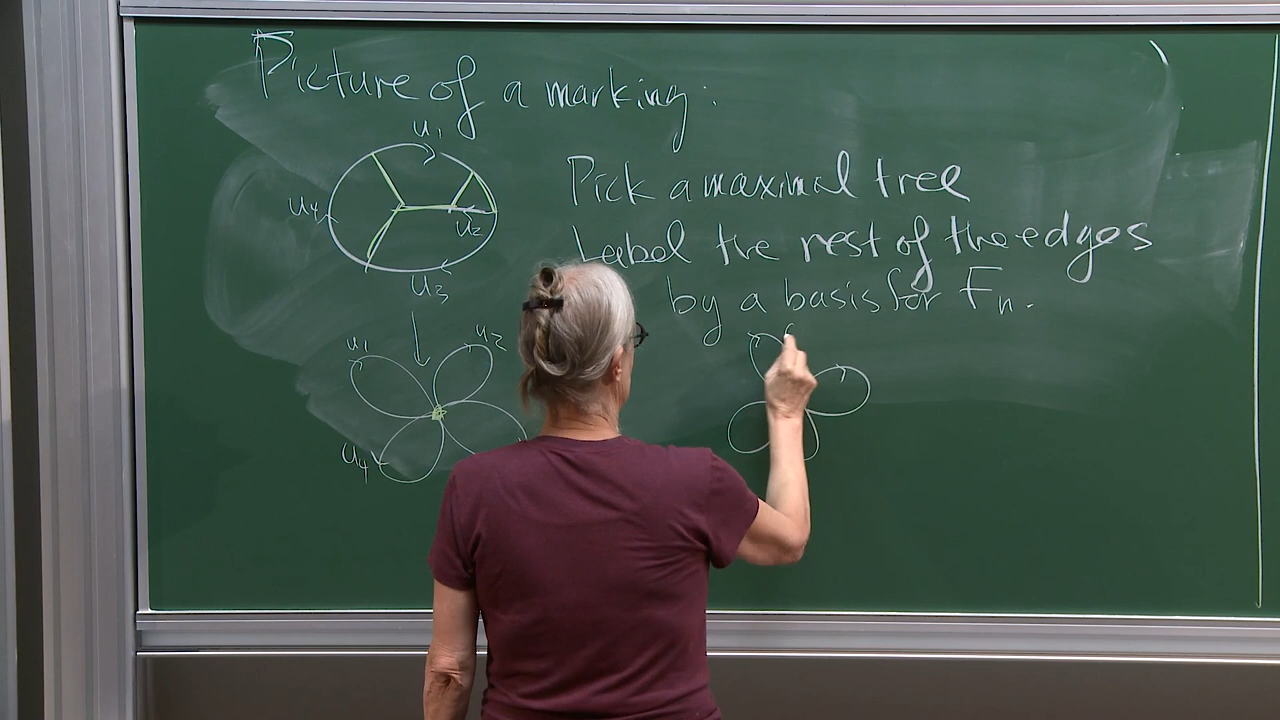 Picture of a marking:
u₁
Pick a maximal tree
u₄
u₂
Label the rest of the edges
u₃
by a basis for Fₙ.
u₁
u₂
u₄